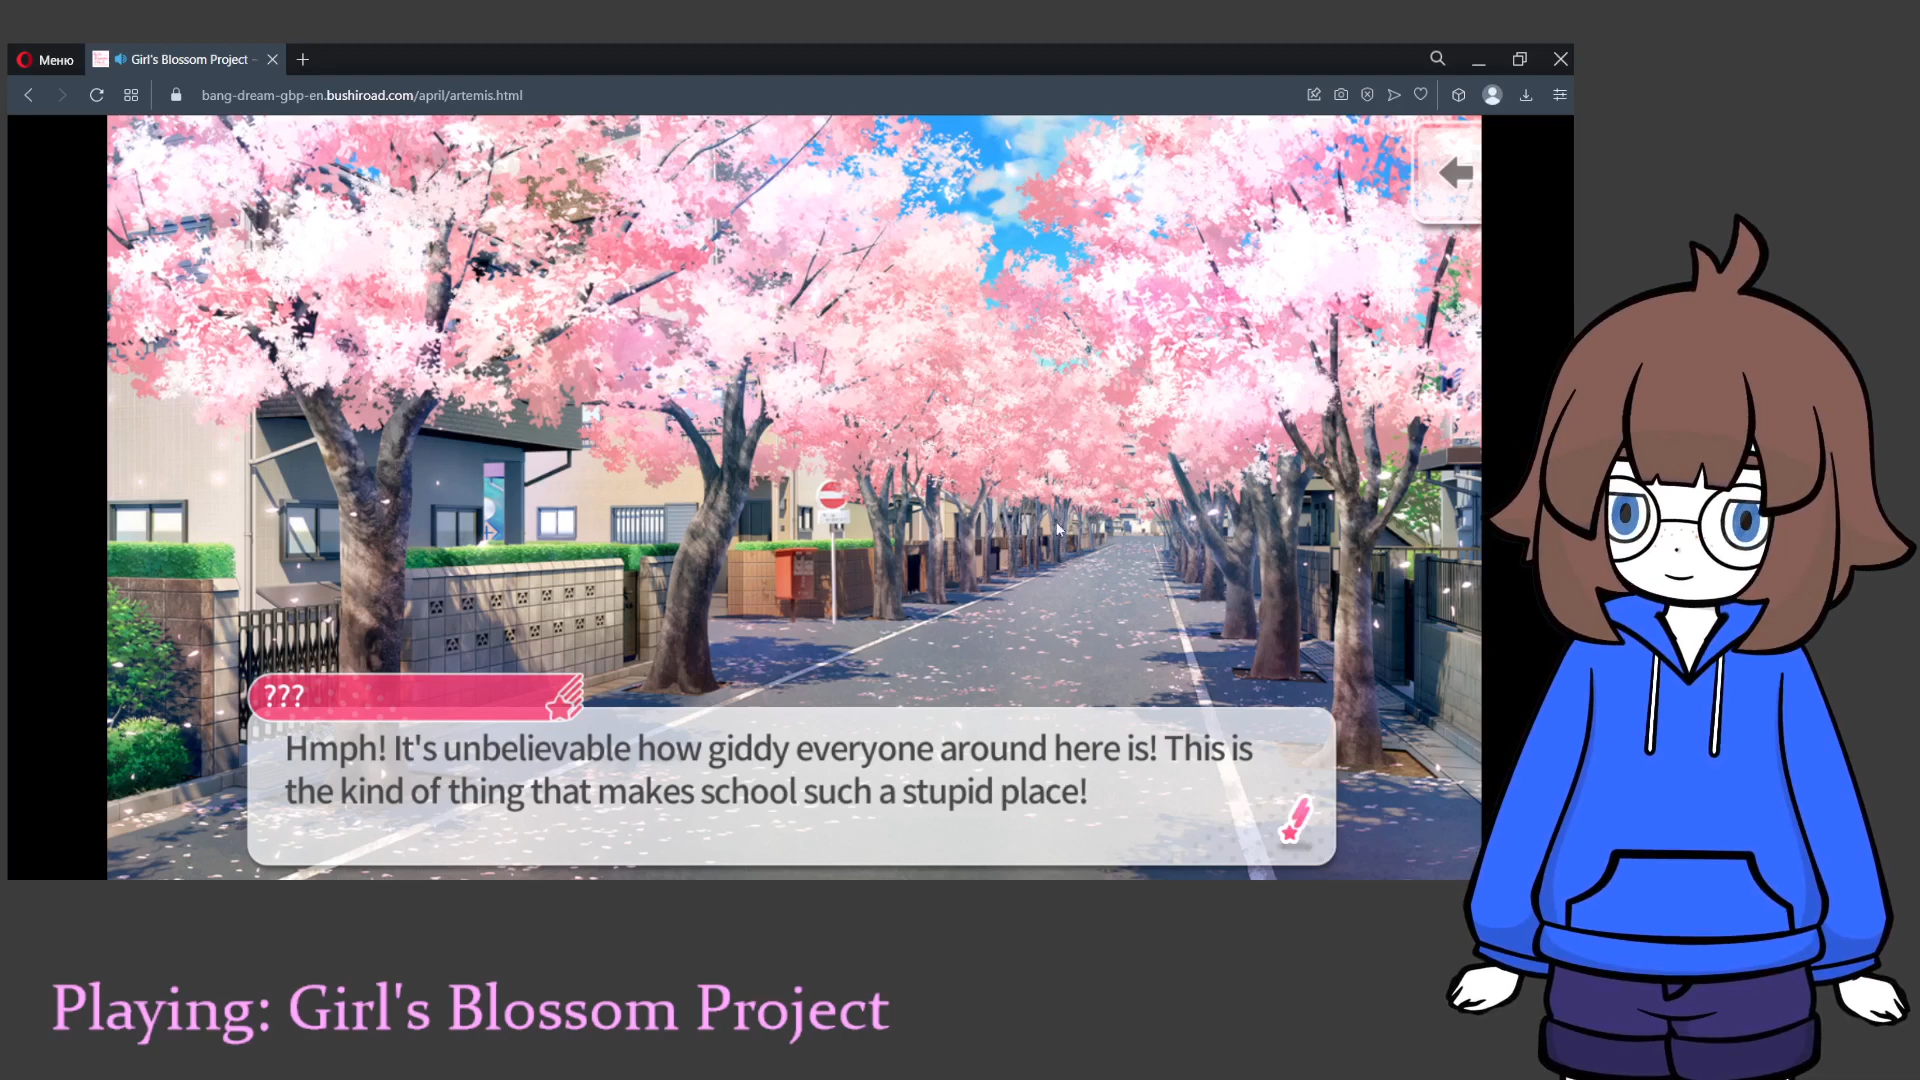 Меню
Girl's Blossom Project -
bang-dream-gbp-en.bushiroad.com/april/artemis.html
???
Hmph! It's unbelievable how giddy everyone around here is! This is
the kind of thing that makes school such a stupid place!
Playing: Girl's Blossom Project